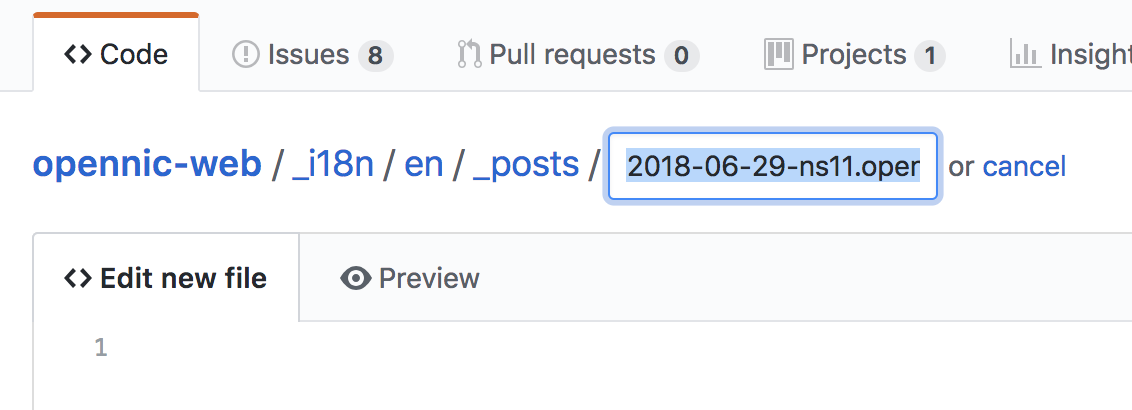 <> Code Issues 8 Pull requests 0 Projects 1 Insight
opennic-web / _i18n / en / _posts / 2018-06-29-ns11.oper or cancel
<> Edit new file Preview
1